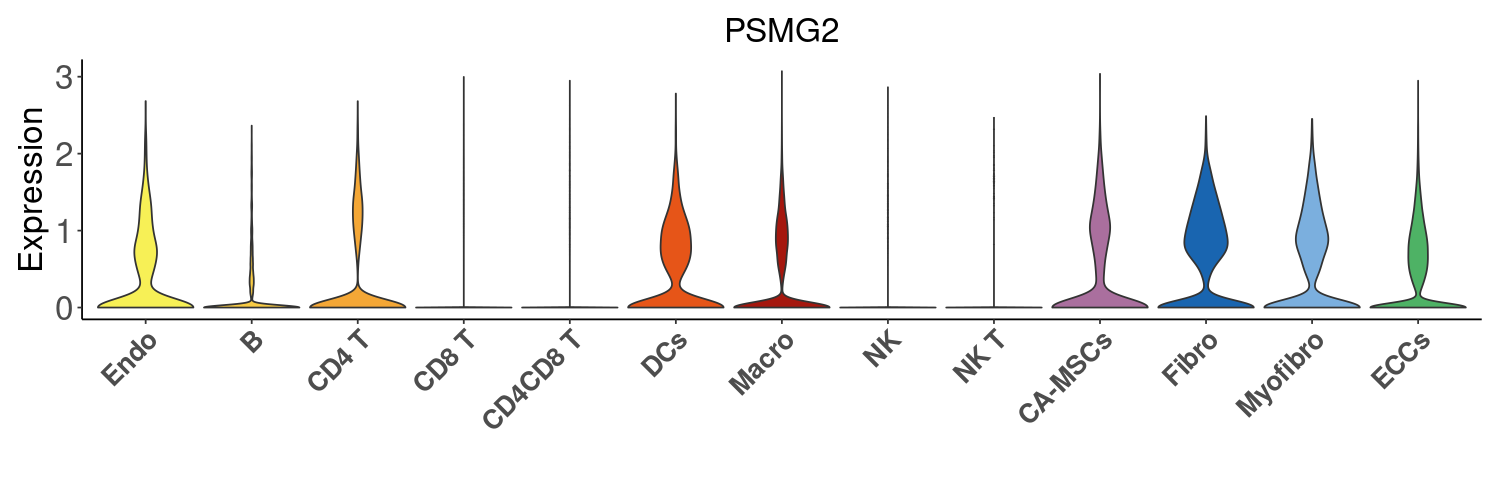 PSMG2
Expression
3
2
1
0
Endo
B
CD4 T
CD8 T
CD4CD8 T
DCs
Macro
NK
NK T
CA-MSCs
Fibro
Myofibro
ECCs